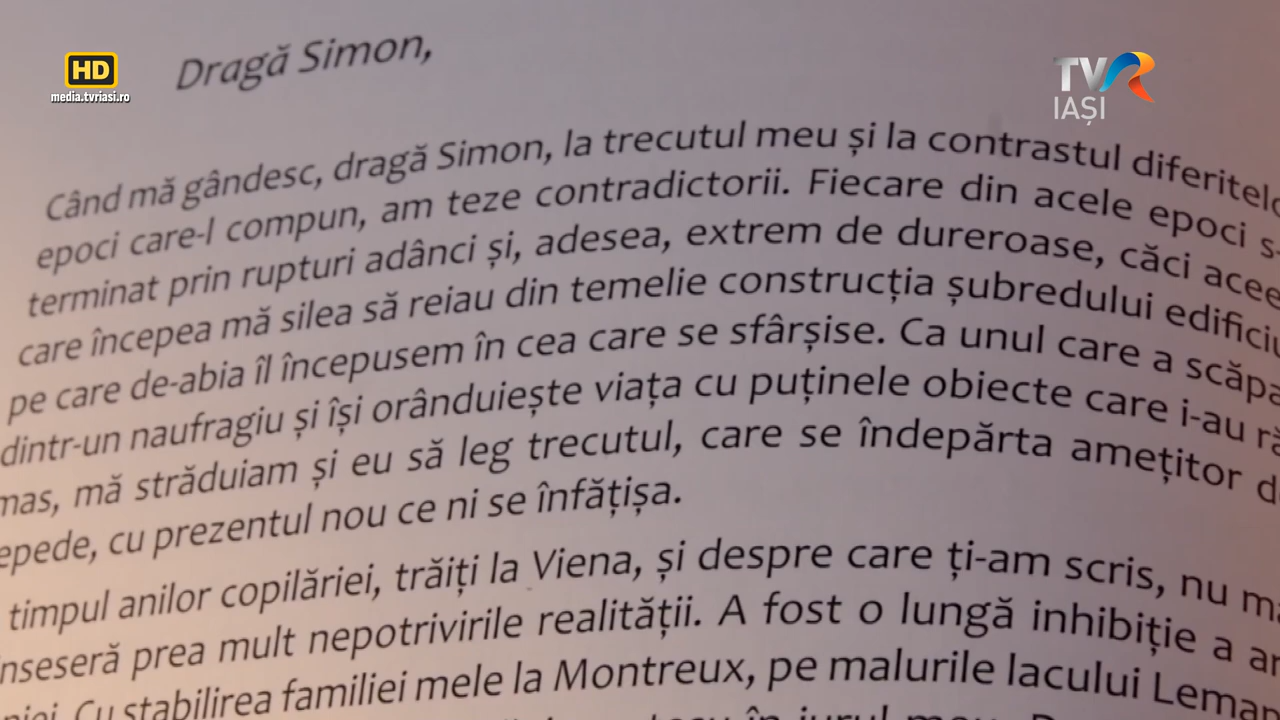 HD
media.tvriasi.ro
TVR
IAȘI
Dragă Simon,
Când mă gândesc, dragă Simon, la trecutul meu și la contrastul diferitelo
epoci care-l compun, am teze contradictorii. Fiecare din acele epoci s-
terminat prin rupturi adânci și, adesea, extrem de dureroase, căci acee
care începea mă silea să reiau din temelie construcția șubredului edificiu
pe care de-abia îl începusem în cea care se sfârșise. Ca unul care a scăpa
dintr-un naufragiu și își orânduiește viața cu puținele obiecte care i-au ră
mas, mă străduiam și eu să leg trecutul, care se îndepărta amețitor d
epede, cu prezentul nou ce ni se înfățișa.
timpul anilor copilăriei, trăiți la Viena, și despre care ți-am scris, nu mă
nseseră prea mult nepotrivirile realității. A fost o lungă inhibiție a
Cu stabilirea familiei mele la Montreux, pe malurile lacului Leman
în jurul meu.